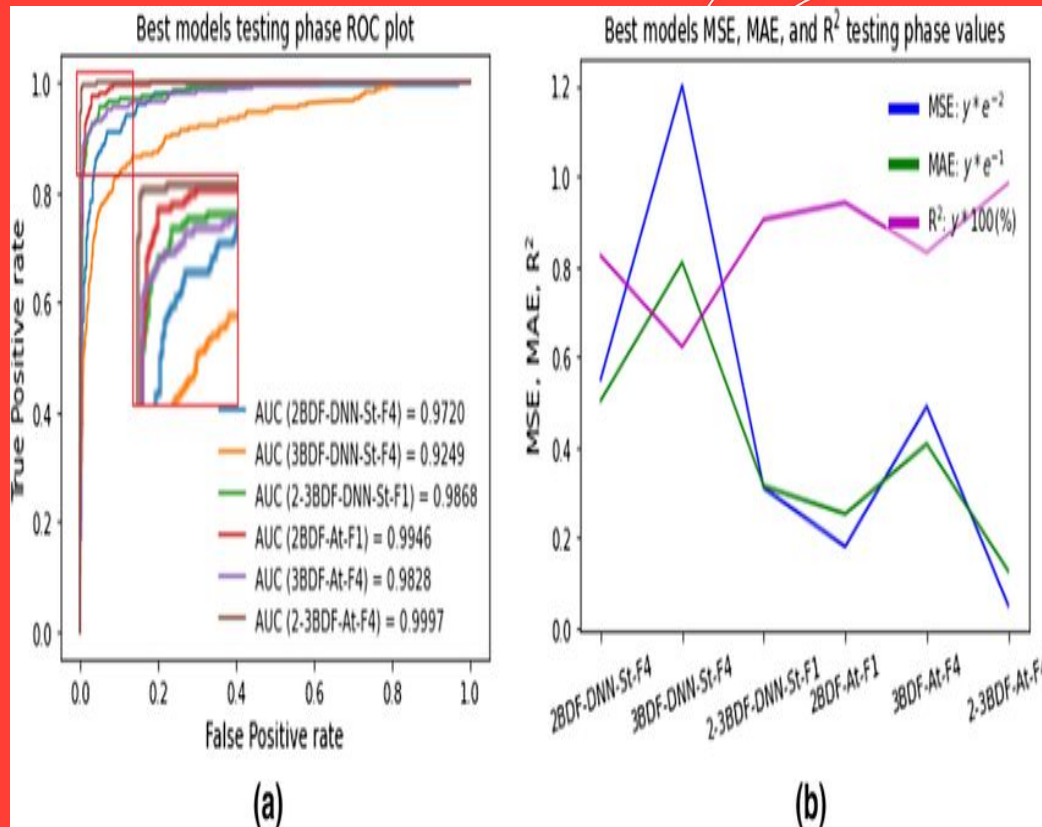 Best models testing phase ROC plot
True Positive rate
1.0
0.8
0.6
0.4
0.2
0.0
AUC (2BDF-DNN-St-F4) = 0.9720
AUC (3BDF-DNN-St-F4) = 0.9249
AUC (2-3BDF-DNN-St-F1) = 0.9868
AUC (2BDF-At-F1) = 0.9946
AUC (3BDF-At-F4) = 0.9828
AUC (2-3BDF-At-F4) = 0.9997
0.0 0.2 0.4 0.6 0.8 1.0
False Positive rate
(a)
Best models MSE, MAE, and R² testing phase values
MSE, MAE, R²
1.2
1.0
0.8
0.6
0.4
0.2
0.0
MSE: y * e⁻²
MAE: y * e⁻¹
R²: y * 100(%)
2BDF-DNN-St-F4
3BDF-DNN-St-F4
2-3BDF-DNN-St-F1
2BDF-At-F1
3BDF-At-F4
2-3BDF-At-F
(b)